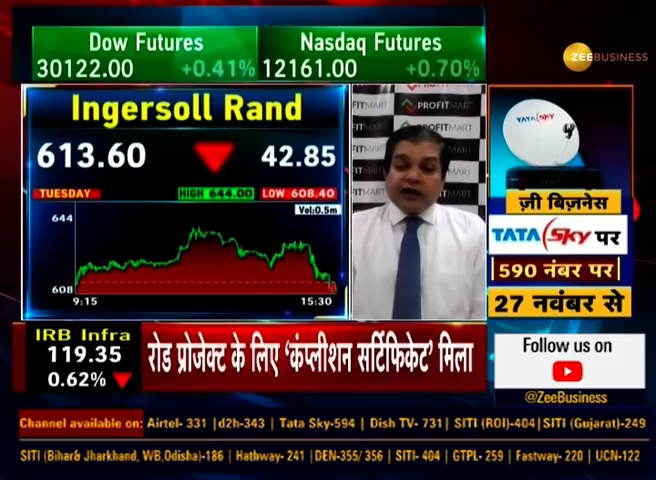 Dow Futures
30122.00 +0.41%
Nasdaq Futures
12161.00 +0.70%
ZEEBUSINESS
Ingersoll Rand
613.60 42.85
TUESDAY HIGH 644.00 LOW 608.40
Vol:0.5m
644
608
9:15 15:30
PROFITMART
PROFITMART
TATA Sky
ज़ी बिज़नेस
TATA Sky पर
590 नंबर पर
27 नवंबर से
IRB Infra
119.35
0.62%
रोड प्रोजेक्ट के लिए ‘कंप्लीशन सर्टिफिकेट’ मिला
Follow us on
@ZeeBusiness
Channel available on: Airtel- 331 |d2h-343 | Tata Sky-594 | Dish TV- 731| SITI (ROI)-404|SITI (Gujarat)-249
SITI (Bihar& Jharkhand, WB,Odisha)-186 | Hathway- 241 |DEN-355/ 356 | SITI- 404 | GTPL- 259 | Fastway- 220 | UCN-122